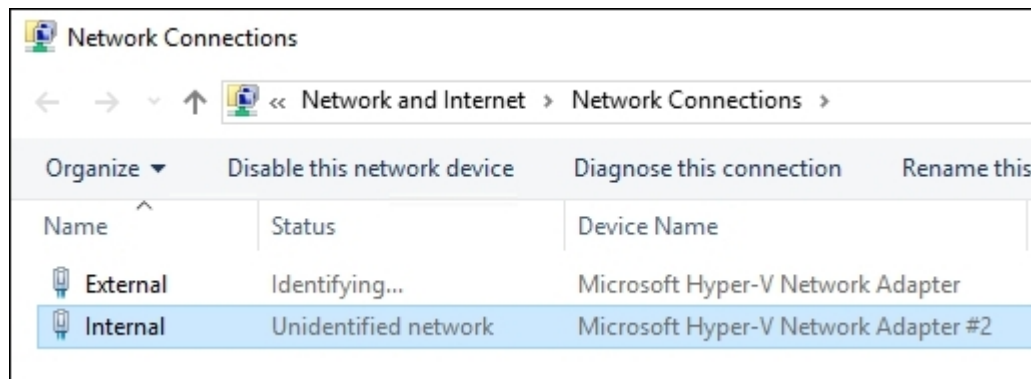 Network Connections
« Network and Internet > Network Connections >
Organize Disable this network device Diagnose this connection Rename this
Name Status Device Name
External Identifying... Microsoft Hyper-V Network Adapter
Internal Unidentified network Microsoft Hyper-V Network Adapter #2